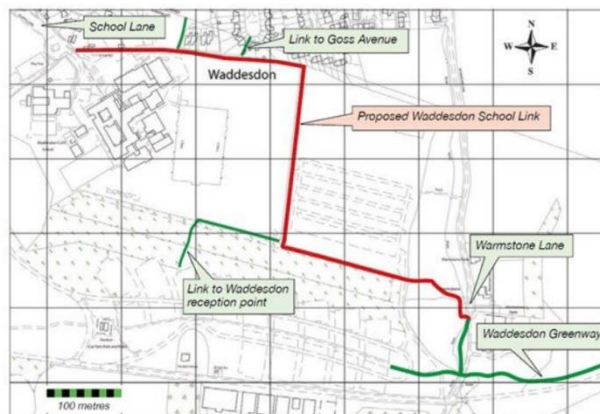 School Lane
Link to Goss Avenue
N
W E
S
Waddesdon
Proposed Waddesdon School Link
Warmstone Lane
Link to Waddesdon
reception point
Waddesdon Greenway
100 metres